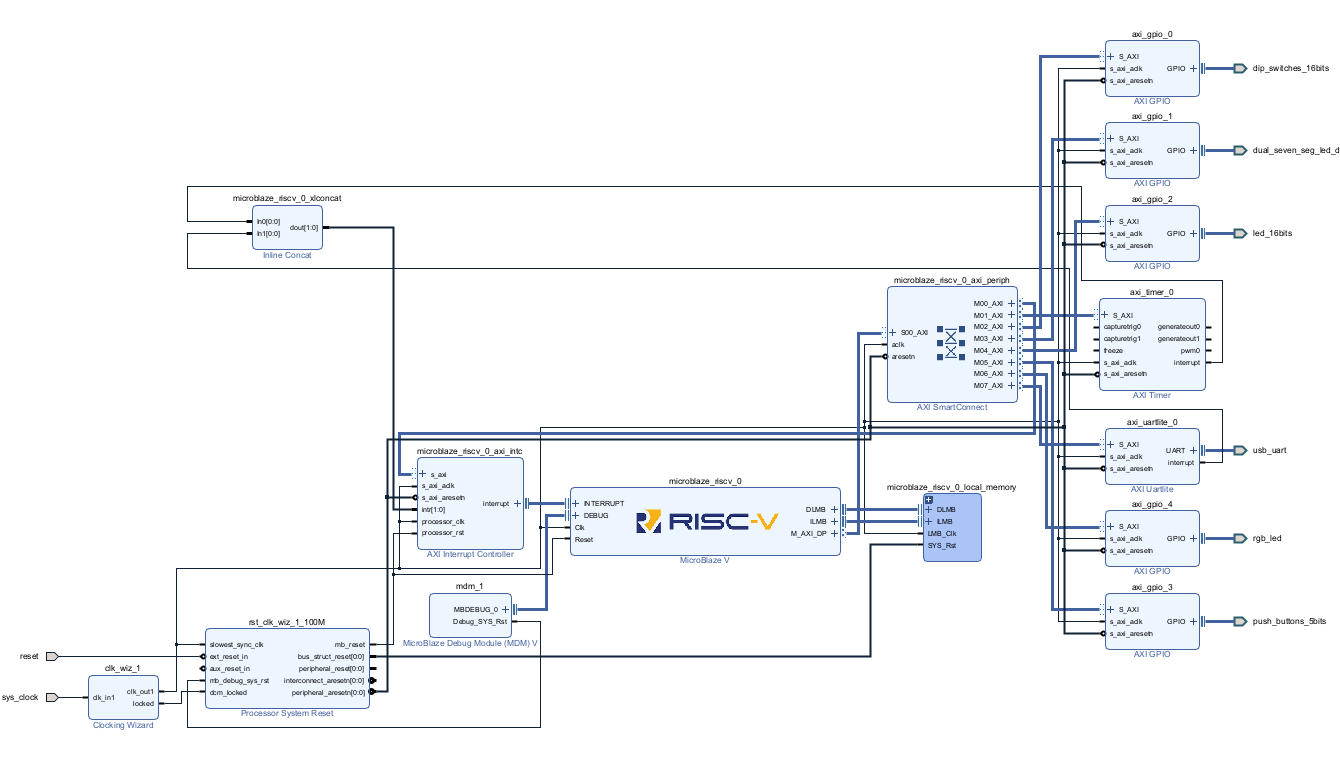 axi_gpio_0
S_AXI
s_axi_aclk
s_axi_aresetn
GPIO
dip_switches_16bits
AXI GPIO
axi_gpio_1
S_AXI
s_axi_aclk
s_axi_aresetn
GPIO
dual_seven_seg_led_d
AXI GPIO
axi_gpio_2
S_AXI
s_axi_aclk
s_axi_aresetn
GPIO
led_16bits
AXI GPIO
microblaze_riscv_0_xlconcat
In0[0:0]
In1[0:0]
dout[1:0]
Inline Concat
microblaze_riscv_0_axi_periph
S00_AXI
aclk
aresetn
M00_AXI
M01_AXI
M02_AXI
M03_AXI
M04_AXI
M05_AXI
M06_AXI
M07_AXI
AXI SmartConnect
axi_timer_0
S_AXI
capturetrig0
capturetrig1
freeze
s_axi_aclk
s_axi_aresetn
generateout0
generateout1
pwm0
interrupt
AXI Timer
axi_uartlite_0
S_AXI
s_axi_aclk
s_axi_aresetn
UART
interrupt
usb_uart
AXI Uartlite
microblaze_riscv_0_axi_intc
s_axi
s_axi_aclk
s_axi_aresetn
intr[1:0]
processor_clk
processor_rst
interrupt
AXI Interrupt Controller
microblaze_riscv_0
INTERRUPT
DEBUG
Clk
Reset
RISC-V
DLMB
ILMB
M_AXI_DP
MicroBlaze V
microblaze_riscv_0_local_memory
DLMB
ILMB
LMB_Clk
SYS_Rst
axi_gpio_4
S_AXI
s_axi_aclk
s_axi_aresetn
GPIO
rgb_led
AXI GPIO
mdm_1
MBDEBUG_0
Debug_SYS_Rst
MicroBlaze Debug Module (MDM) V
axi_gpio_3
S_AXI
s_axi_aclk
s_axi_aresetn
GPIO
push_buttons_5bits
AXI GPIO
rst_clk_wiz_1_100M
slowest_sync_clk
ext_reset_in
aux_reset_in
mb_debug_sys_rst
dcm_locked
mb_reset
bus_struct_reset[0:0]
peripheral_reset[0:0]
interconnect_aresetn[0:0]
peripheral_aresetn[0:0]
Processor System Reset
reset
sys_clock
clk_wiz_1
clk_in1
clk_out1
locked
Clocking Wizard